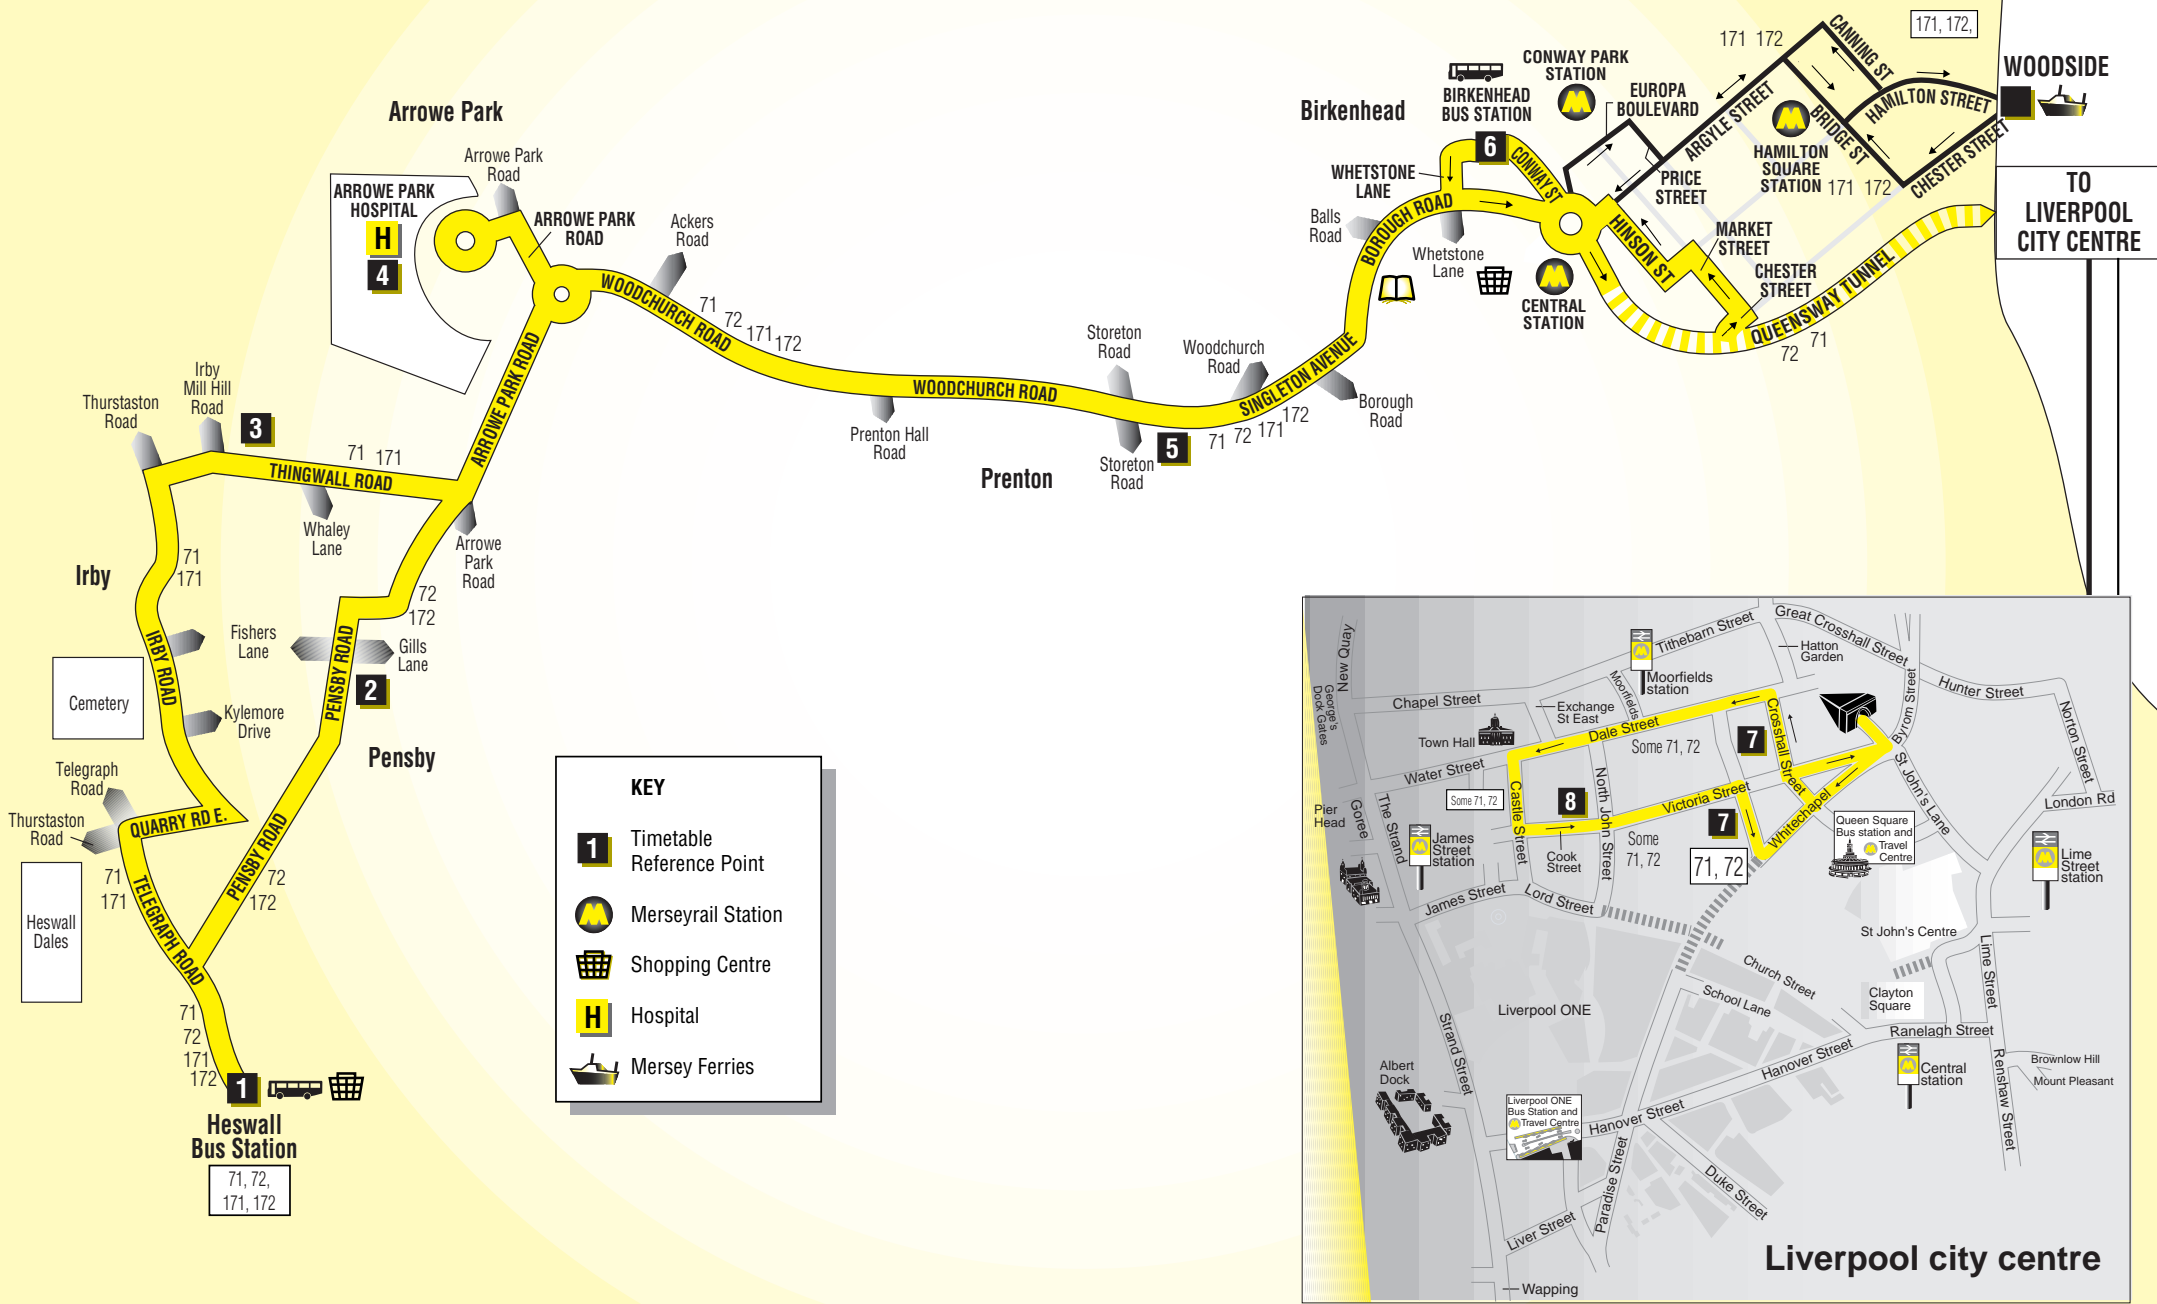 Arrowe Park
Arrowe Park
Road
ARROWE PARK
HOSPITAL
H
4
ARROWE PARK
ROAD
Ackers
Road
WOODCHURCH ROAD
71
72
171
172
WOODCHURCH ROAD
Prenton Hall
Road
Storeton
Road
Storeton
Road
5
Prenton
Woodchurch
Road
SINGLETON AVENUE
71 72 171 172
Borough
Road
ARROWE PARK ROAD
Irby
Mill Hill
Road
Thurstaston
Road
3
71 171
THINGWALL ROAD
Whaley
Lane
Arrowe
Park
Road
71
171
Irby
72
172
IRBY ROAD
Fishers
Lane
Gills
Lane
PENSBY ROAD
2
Cemetery
Kylemore
Drive
Pensby
Telegraph
Road
Thurstaston
Road
QUARRY RD E.
PENSBY ROAD
72
172
71
171
TELEGRAPH ROAD
Heswall
Dales
71
72
171
172
1
Heswall
Bus Station
71, 72,
171, 172
KEY
1
Timetable
Reference Point
Merseyrail Station
Shopping Centre
H
Hospital
Mersey Ferries
Birkenhead
BIRKENHEAD
BUS STATION
6
CONWAY PARK
STATION
EUROPA
BOULEVARD
WHETSTONE
LANE
CONWAY ST
Balls
Road
BOROUGH ROAD
Whetstone
Lane
CENTRAL
STATION
HINSON ST
PRICE
STREET
MARKET
STREET
CHESTER
STREET
QUEENSWAY TUNNEL
71
72
171 172
ARGYLE STREET
CANNING ST
171, 172,
HAMILTON STREET
BRIDGE ST
HAMILTON
SQUARE
STATION
171 172
CHESTER STREET
WOODSIDE
TO
LIVERPOOL
CITY CENTRE
New Quay
George's
Dock Gates
Chapel Street
Tithebarn Street
Great Crosshall Street
Hatton
Garden
Moorfields
station
Moorfields
Exchange
St East
Town Hall
Dale Street
Some 71, 72
7
Crosshall Street
Byrom Street
Hunter Street
Norton Street
Water Street
Some 71, 72
Castle Street
8
North John Street
Victoria Street
Some
71, 72
7
71, 72
Whitechapel
St John's Lane
London Rd
Pier
Head
Goree
The Strand
James
Street
station
Cook
Street
Queen Square
Bus station and
Travel
Centre
Lime
Street
station
James Street
Lord Street
St John's Centre
Lime Street
Church Street
School Lane
Clayton
Square
Liverpool ONE
Strand Street
Ranelagh Street
Hanover Street
Central
station
Renshaw Street
Brownlow Hill
Mount Pleasant
Albert
Dock
Liverpool ONE
Bus Station and
Travel Centre
Hanover Street
Paradise Street
Duke Street
Liver Street
Wapping
Liverpool city centre